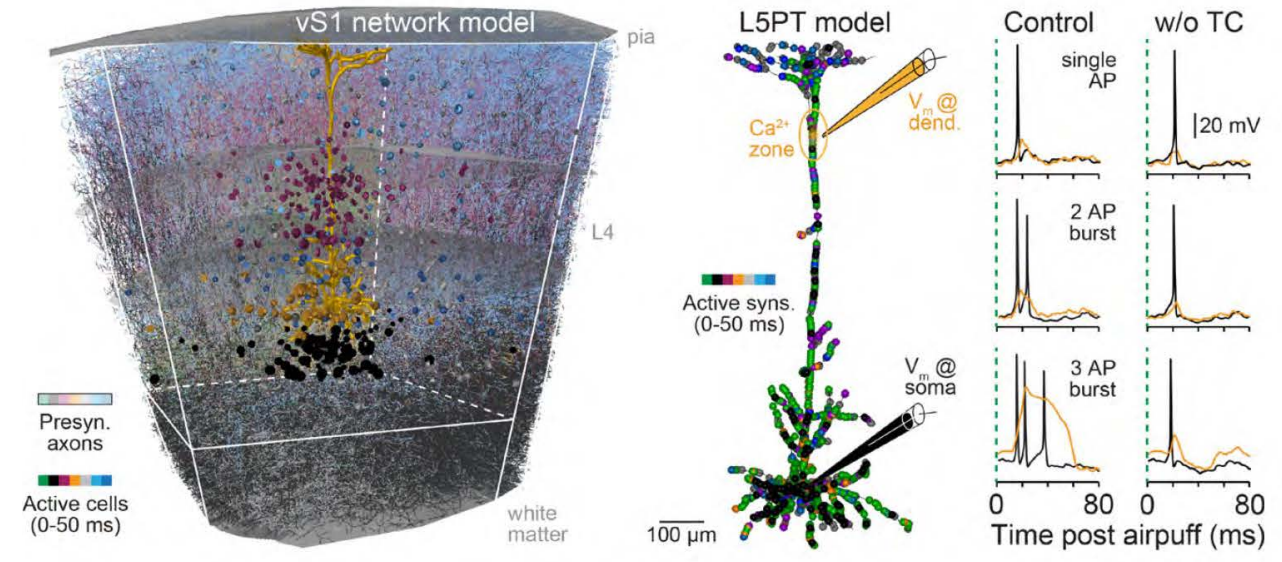 vS1 network model
pia
L4
Presyn.
axons
Active cells
(0-50 ms)
white
matter
L5PT model
Vm @
dend.
Ca2+
zone
Active syns.
(0-50 ms)
Vm @
soma
100 µm
Control
w/o TC
single
AP
20 mV
2 AP
burst
3 AP
burst
0
80
0
80
Time post airpuff (ms)